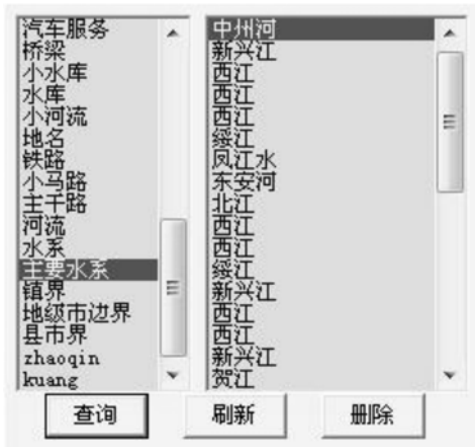 汽车服务
桥梁
小水库
水库
小河流
地名
铁路
小马路
主干路
河流
水系
主要水系
镇界
地级市边界
县市界
zhaoqin
kuang
中州河
新兴江
西江
西江
西江
绥江
凤江水
东安河
北江
西江
西江
绥江
新兴江
西江
西江
新兴江
贺江
查询
刷新
删除